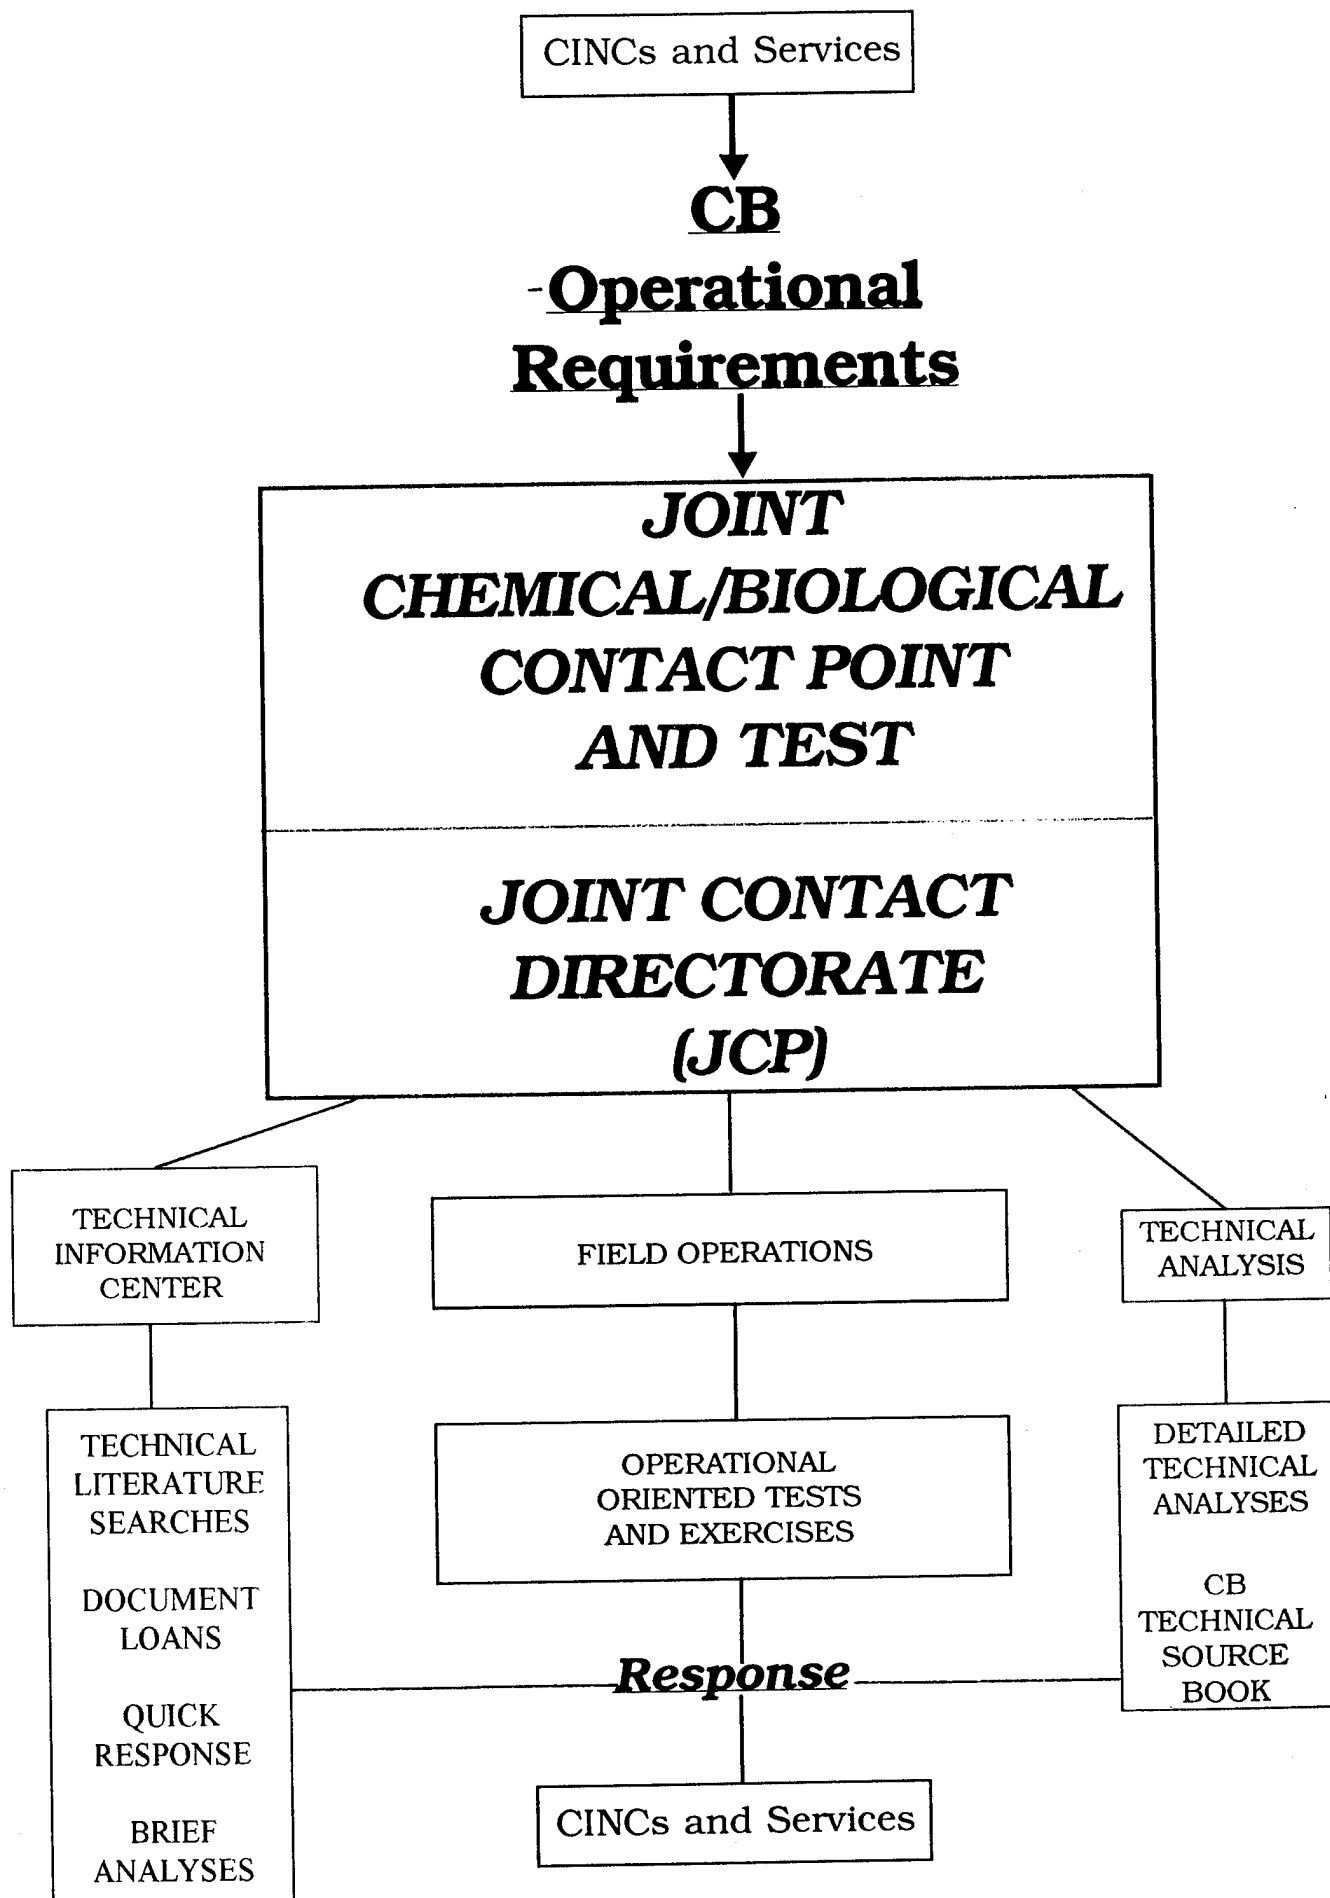 CINCs and Services
CB
-Operational
Requirements
JOINT
CHEMICAL/BIOLOGICAL
CONTACT POINT
AND TEST
JOINT CONTACT
DIRECTORATE
(JCP)
TECHNICAL
INFORMATION
CENTER
FIELD OPERATIONS
TECHNICAL
ANALYSIS
TECHNICAL
LITERATURE
SEARCHES
DOCUMENT
LOANS
QUICK
RESPONSE
BRIEF
ANALYSES
OPERATIONAL
ORIENTED TESTS
AND EXERCISES
DETAILED
TECHNICAL
ANALYSES
CB
TECHNICAL
SOURCE
BOOK
Response
CINCs and Services